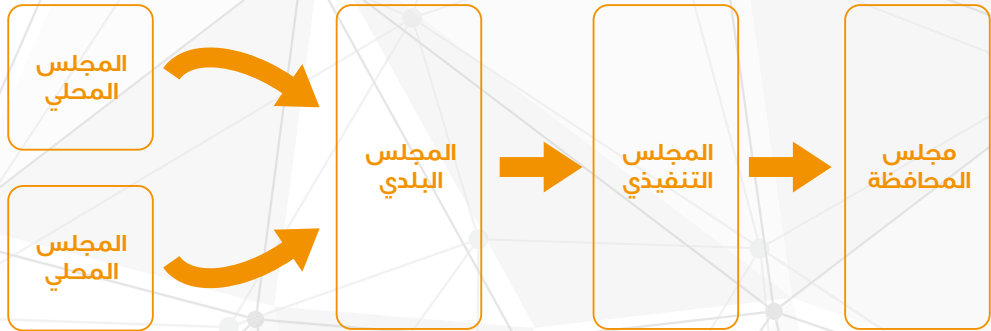 المجلس
المحلي
المجلس
المحلي
المجلس
البلدي
المجلس
التنفيذي
مجلس
المحافظة